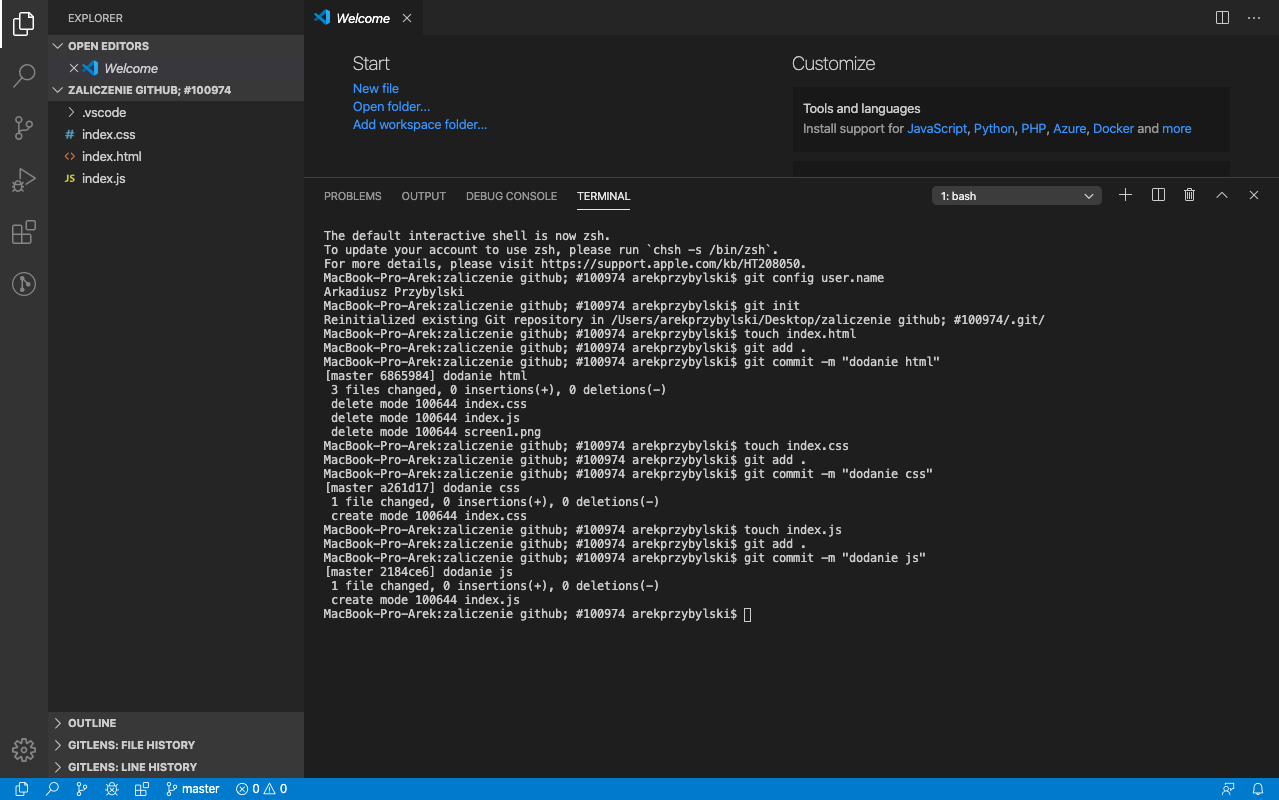 EXPLORER
OPEN EDITORS
Welcome
ZALICZENIE GITHUB; #100974
.vscode
# index.css
<> index.html
JS index.js
OUTLINE
GITLENS: FILE HISTORY
GITLENS: LINE HISTORY
Welcome
Start
New file
Open folder...
Add workspace folder...
Customize
Tools and languages
Install support for JavaScript, Python, PHP, Azure, Docker and more
PROBLEMS OUTPUT DEBUG CONSOLE TERMINAL 1: bash
The default interactive shell is now zsh.
To update your account to use zsh, please run `chsh -s /bin/zsh`.
For more details, please visit https://support.apple.com/kb/HT208050.
MacBook-Pro-Arek:zaliczenie github; #100974 arekprzybylski$ git config user.name
Arkadiusz Przybylski
MacBook-Pro-Arek:zaliczenie github; #100974 arekprzybylski$ git init
Reinitialized existing Git repository in /Users/arekprzybylski/Desktop/zaliczenie github; #100974/.git/
MacBook-Pro-Arek:zaliczenie github; #100974 arekprzybylski$ touch index.html
MacBook-Pro-Arek:zaliczenie github; #100974 arekprzybylski$ git add .
MacBook-Pro-Arek:zaliczenie github; #100974 arekprzybylski$ git commit -m "dodanie html"
[master 6865984] dodanie html
 3 files changed, 0 insertions(+), 0 deletions(-)
 delete mode 100644 index.css
 delete mode 100644 index.js
 delete mode 100644 screen1.png
MacBook-Pro-Arek:zaliczenie github; #100974 arekprzybylski$ touch index.css
MacBook-Pro-Arek:zaliczenie github; #100974 arekprzybylski$ git add .
MacBook-Pro-Arek:zaliczenie github; #100974 arekprzybylski$ git commit -m "dodanie css"
[master a261d17] dodanie css
 1 file changed, 0 insertions(+), 0 deletions(-)
 create mode 100644 index.css
MacBook-Pro-Arek:zaliczenie github; #100974 arekprzybylski$ touch index.js
MacBook-Pro-Arek:zaliczenie github; #100974 arekprzybylski$ git add .
MacBook-Pro-Arek:zaliczenie github; #100974 arekprzybylski$ git commit -m "dodanie js"
[master 2184ce6] dodanie js
 1 file changed, 0 insertions(+), 0 deletions(-)
 create mode 100644 index.js
MacBook-Pro-Arek:zaliczenie github; #100974 arekprzybylski$
master 0 0